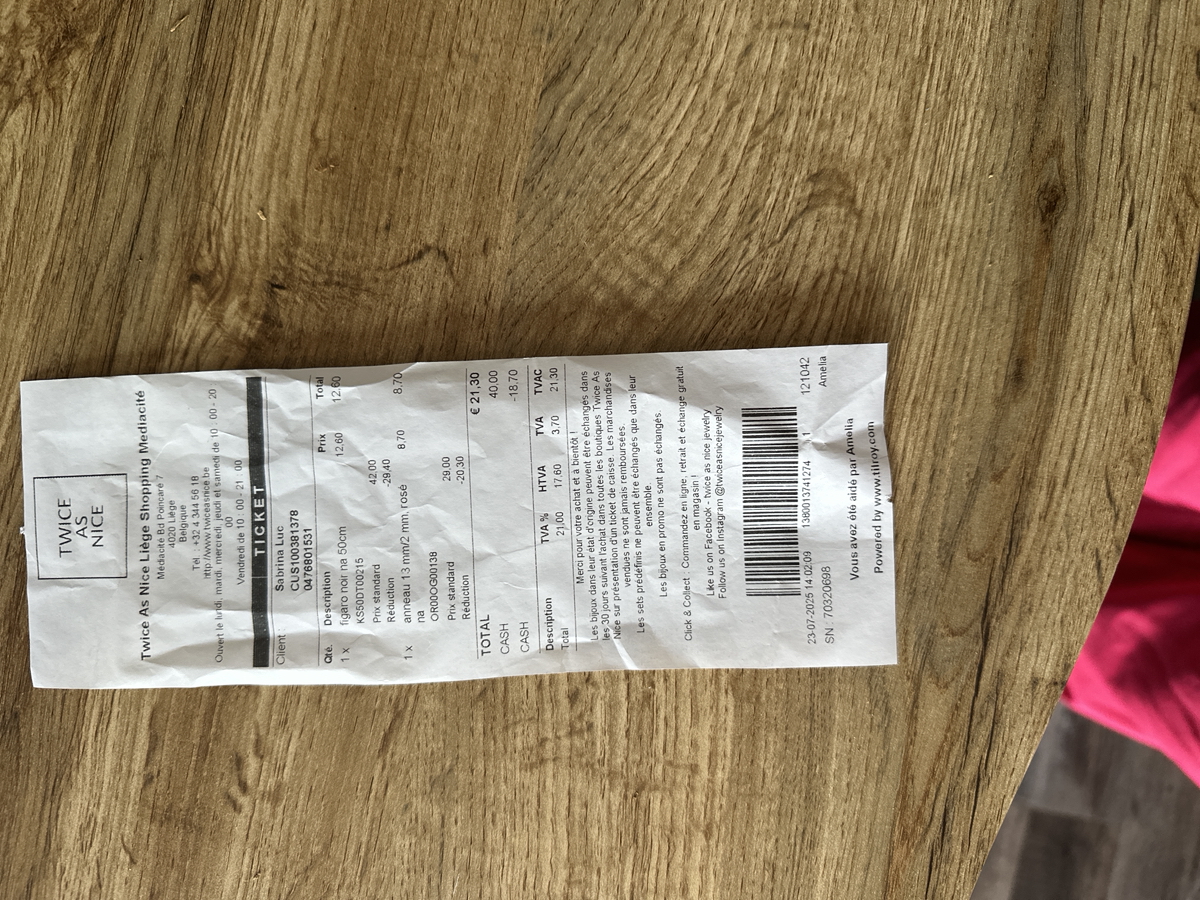 TWICE
AS
NICE
Twice As Nice Liège Shopping Mediacité
Médiacité Bd Poincaré 7
4020 Liège
Belgique
Tél. : +32 4 344 56 18
http://www.twiceasnice.be
Ouvert le lundi, mardi, mercredi, jeudi et samedi de 10 : 00 - 20 :
00
Vendredi de 10 : 00 - 21 : 00
TICKET
Client : Sabrina Luc
CUS100381378
0476801531
Qté. Description Prix Total
1 x figaro noir na 50cm 12,60 12,60
KS50DT00215
Prix standard 42,00
Réduction -29,40
1 x anneau 13 mm/2 mm, rosé 8,70 8,70
na
OR00OG00138
Prix standard 29,00
Réduction -20,30
TOTAL € 21,30
CASH 40,00
CASH -18,70
Description TVA % HTVA TVA TVAC
Total 21,00 17,60 3,70 21,30
Merci pour votre achat et à bientôt !
Les bijoux dans leur état d'origine peuvent être échangés dans
les 30 jours suivant l'achat dans toutes les boutiques Twice As
Nice sur présentation d'un ticket de caisse. Les marchandises
vendues ne sont jamais remboursées.
Les sets prédéfinis ne peuvent être échangés que dans leur
ensemble.
Les bijoux en promo ne sont pas échangés.
Click & Collect : Commandez en ligne, retrait et échange gratuit
en magasin !
Like us on Facebook - twice as nice jewelry
Follow us on Instagram @twiceasnicejewelry
23-07-2025 14:02:09 1360013741274 1 121042
SN : 70320698 Amelia
Vous avez été aidé par Amelia
Powered by www.tilroy.com